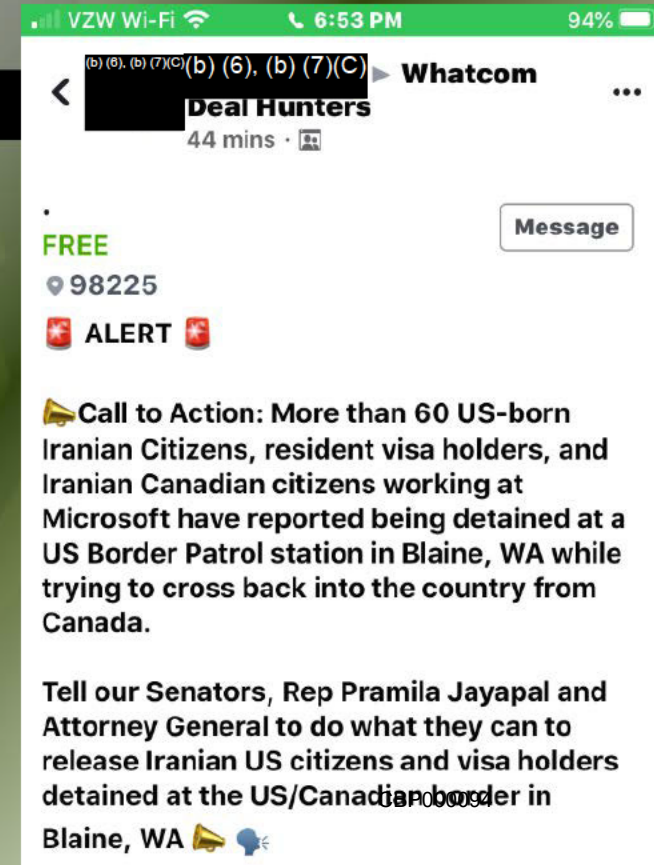 VZW Wi-Fi 6:53 PM 94%
(b) (6), (b) (7)(C) (b) (6), (b) (7)(C) ▶ Whatcom
Deal Hunters
44 mins ·
.
Message
FREE
98225
🚨 ALERT 🚨
📣Call to Action: More than 60 US-born
Iranian Citizens, resident visa holders, and
Iranian Canadian citizens working at
Microsoft have reported being detained at a
US Border Patrol station in Blaine, WA while
trying to cross back into the country from
Canada.
Tell our Senators, Rep Pramila Jayapal and
Attorney General to do what they can to
release Iranian US citizens and visa holders
detained at the US/Canadian border in
CBP000094
Blaine, WA 📣 🗣